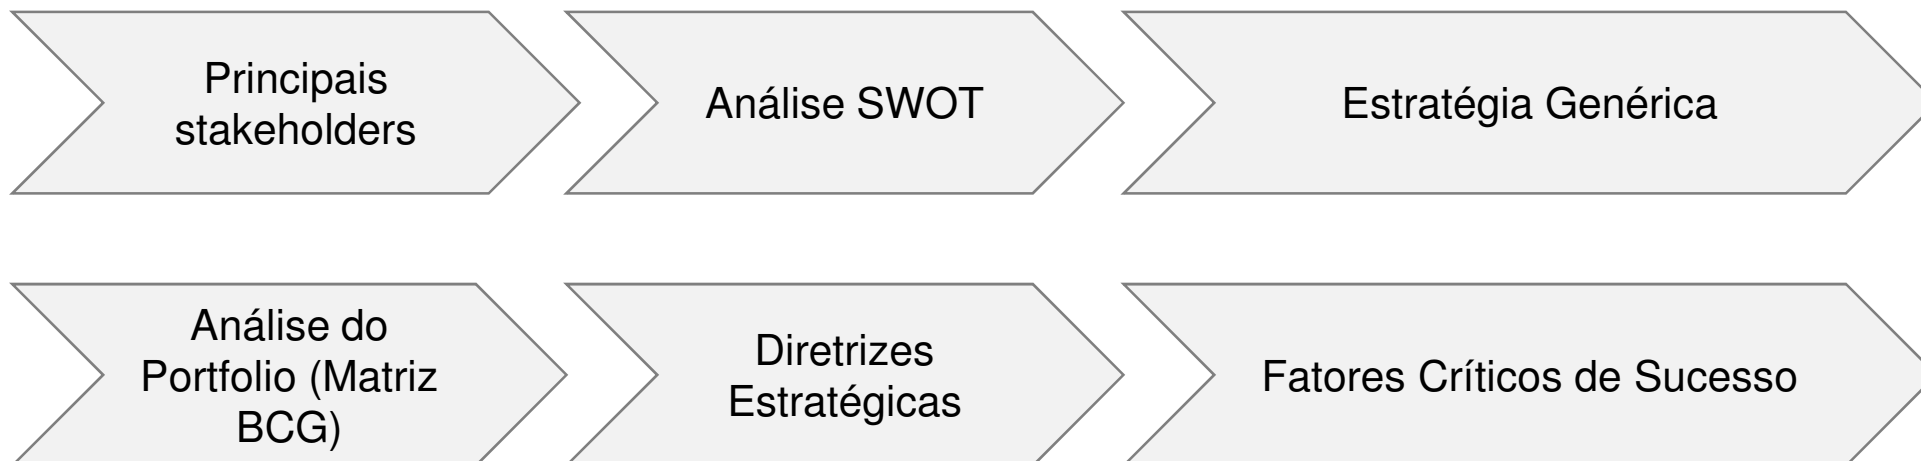 Principais
stakeholders
Análise SWOT
Estratégia Genérica
Análise do
Portfolio (Matriz
BCG)
Diretrizes
Estratégicas
Fatores Críticos de Sucesso